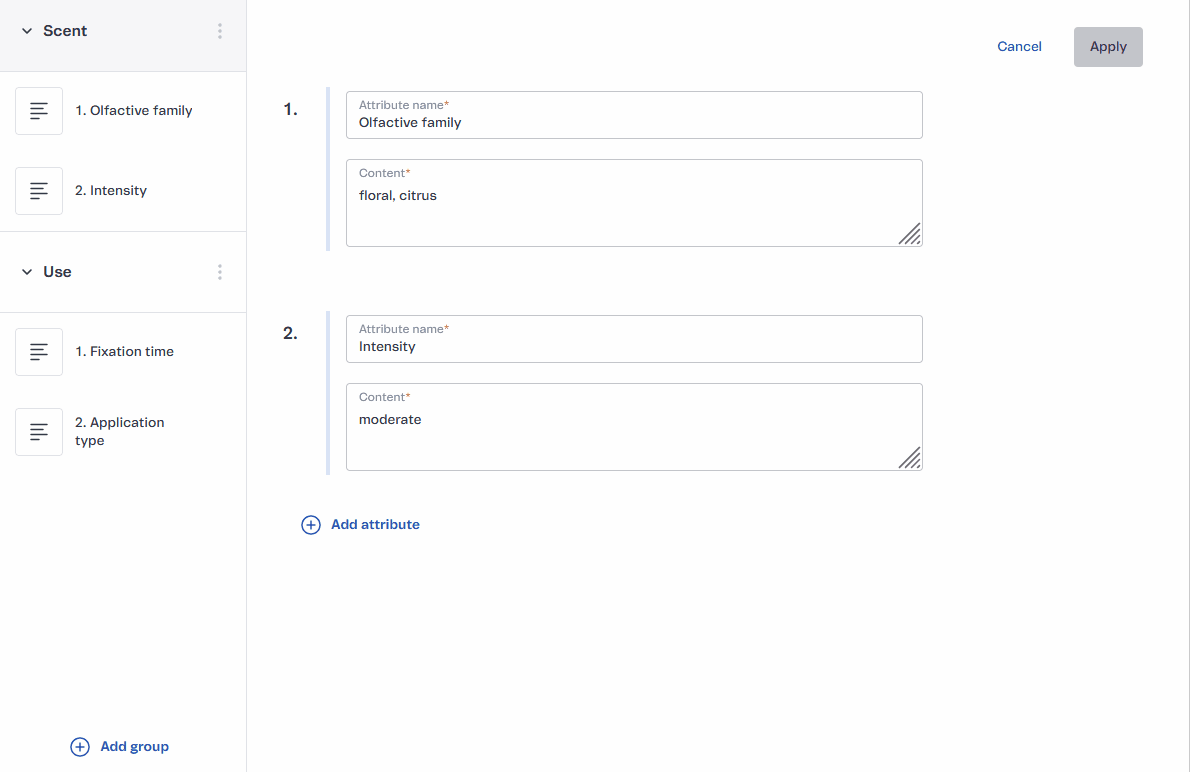 Scent
1. Olfactive family
2. Intensity
Use
1. Fixation time
2. Application
type
Add group
Cancel
Apply
1.
Attribute name*
Olfactive family
Content*
floral, citrus
2.
Attribute name*
Intensity
Content*
moderate
Add attribute